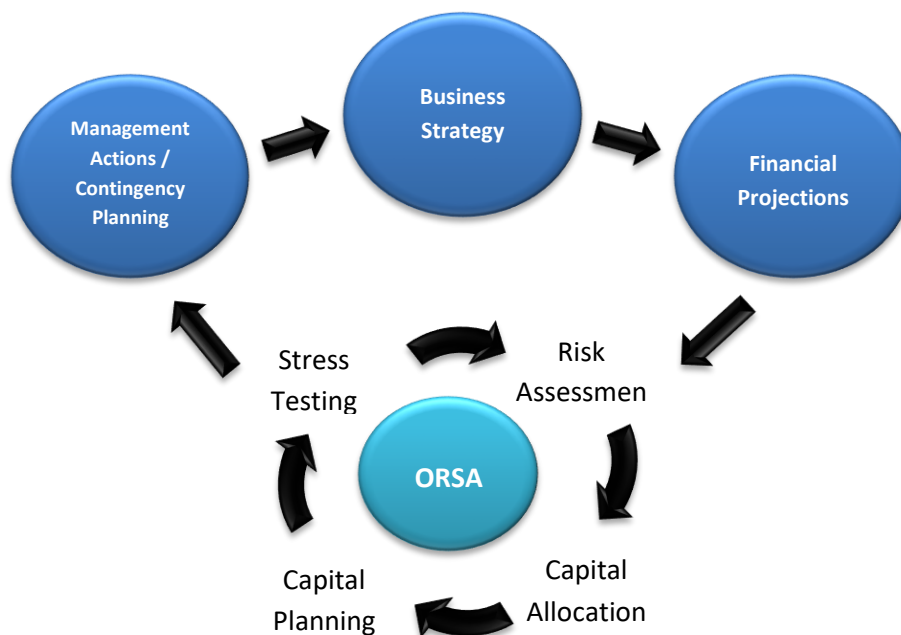 Business
Strategy
Management
Actions /
Contingency
Planning
Financial
Projections
Stress
Testing
Risk
Assessmen
ORSA
Capital
Planning
Capital
Allocation